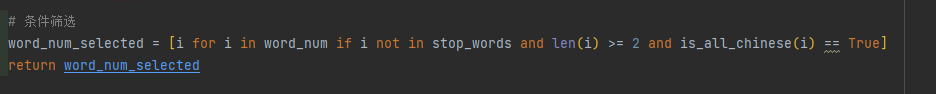 # 条件筛选
word_num_selected = [i for i in word_num if i not in stop_words and len(i) >= 2 and is_all_chinese(i) == True]
return word_num_selected